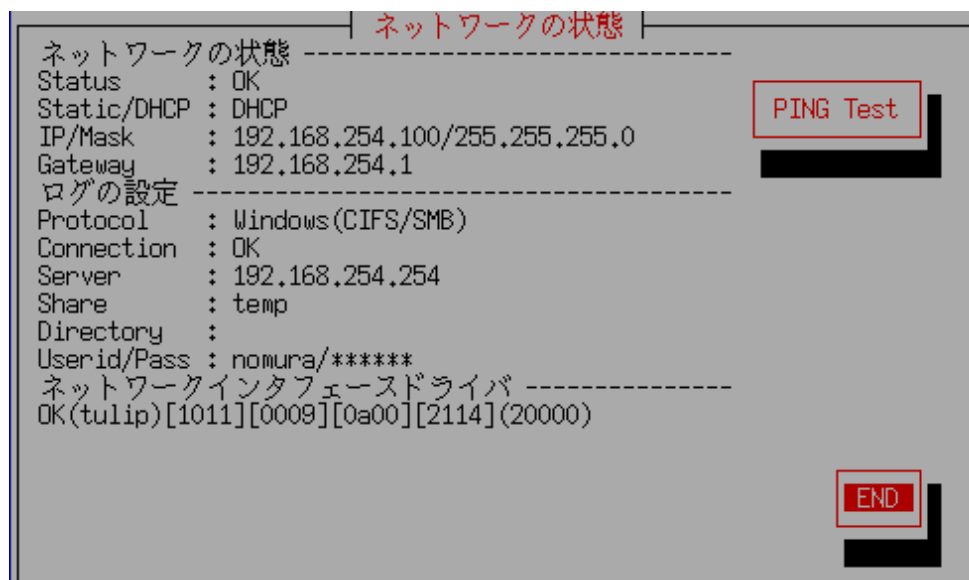 ネットワークの状態
ネットワークの状態 -------------------------------
Status : OK
Static/DHCP : DHCP
PING Test
IP/Mask : 192.168.254.100/255.255.255.0
Gateway : 192.168.254.1
ログの設定 ---------------------------------------
Protocol : Windows(CIFS/SMB)
Connection : OK
Server : 192.168.254.254
Share : temp
Directory :
Userid/Pass : nomura/******
ネットワークインタフェースドライバ ---------------
OK(tulip)[1011][0009][0a00][2114](20000)
END